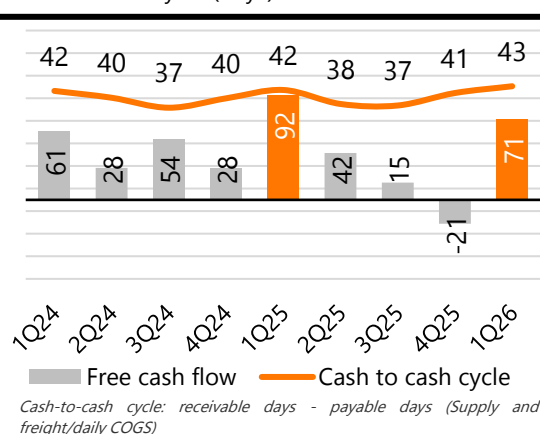 42 40 37 40 42 38 37 41 43
61 28 54 28 92 42 15 -21 71
1Q24 2Q24 3Q24 4Q24 1Q25 2Q25 3Q25 4Q25 1Q26
Free cash flow Cash to cash cycle
Cash-to-cash cycle: receivable days - payable days (Supply and
freight/daily COGS)